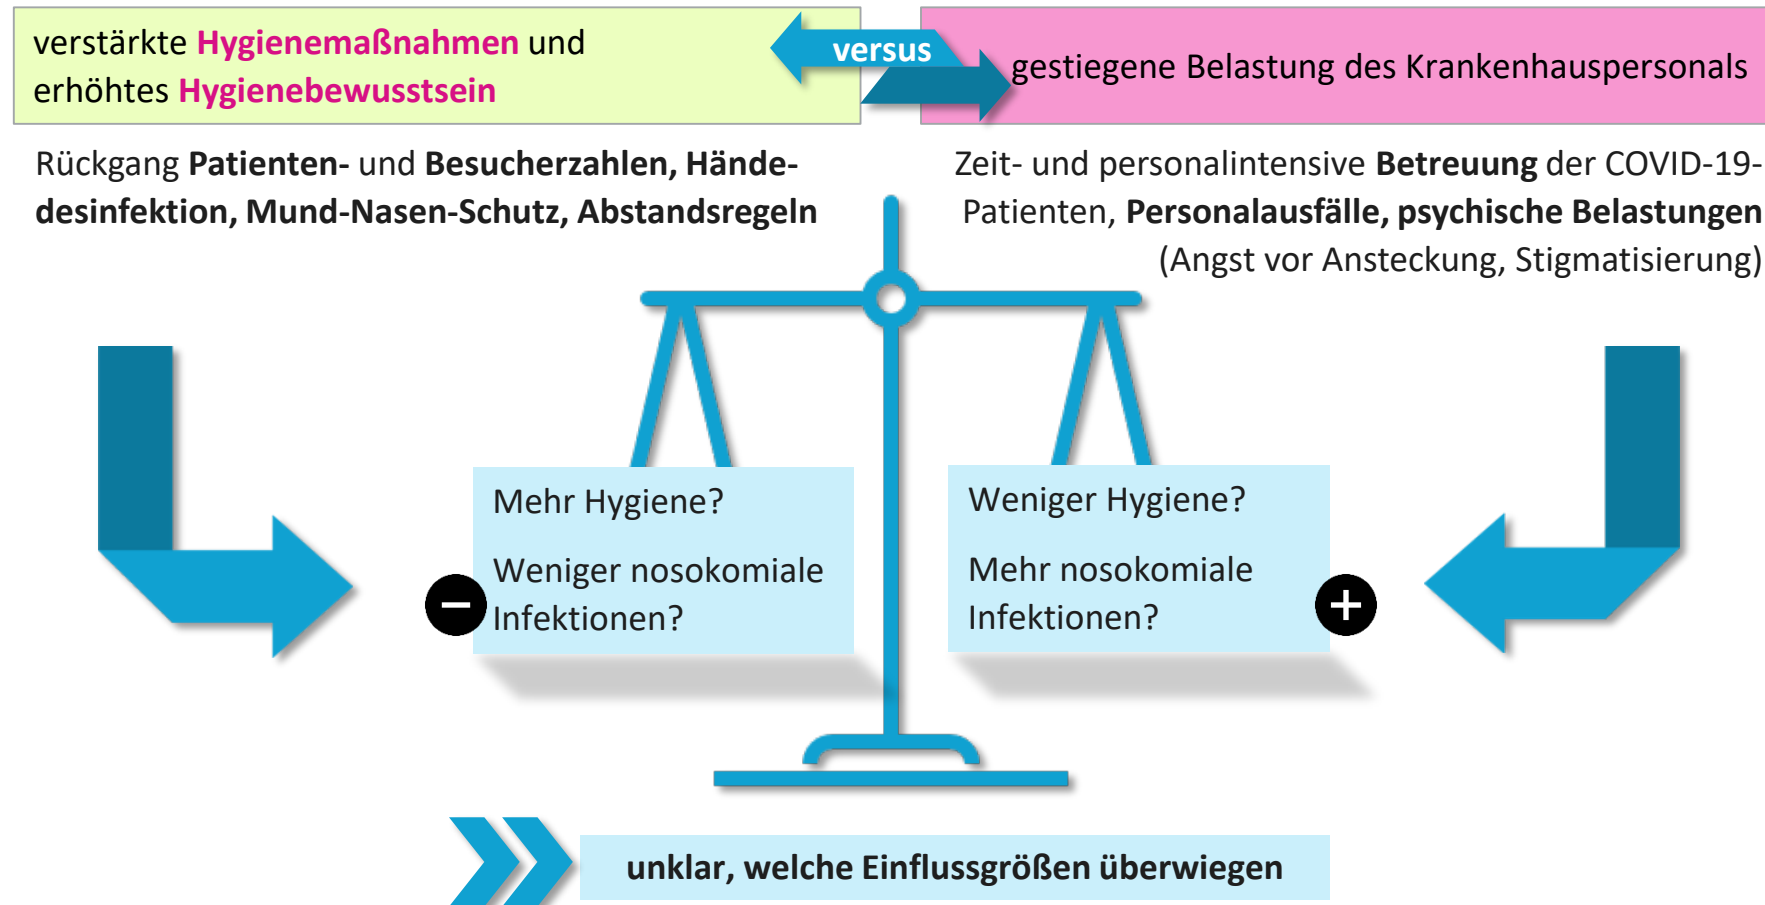 verstärkte Hygienemaßnahmen und
erhöhtes Hygienebewusstsein
versus
gestiegene Belastung des Krankenhauspersonals
Rückgang Patienten- und Besucherzahlen, Hände-
desinfektion, Mund-Nasen-Schutz, Abstandsregeln
Zeit- und personalintensive Betreuung der COVID-19-
Patienten, Personalausfälle, psychische Belastungen
(Angst vor Ansteckung, Stigmatisierung)
Mehr Hygiene?
Weniger nosokomiale
Infektionen?
−
Weniger Hygiene?
Mehr nosokomiale
Infektionen?
+
unklar, welche Einflussgrößen überwiegen